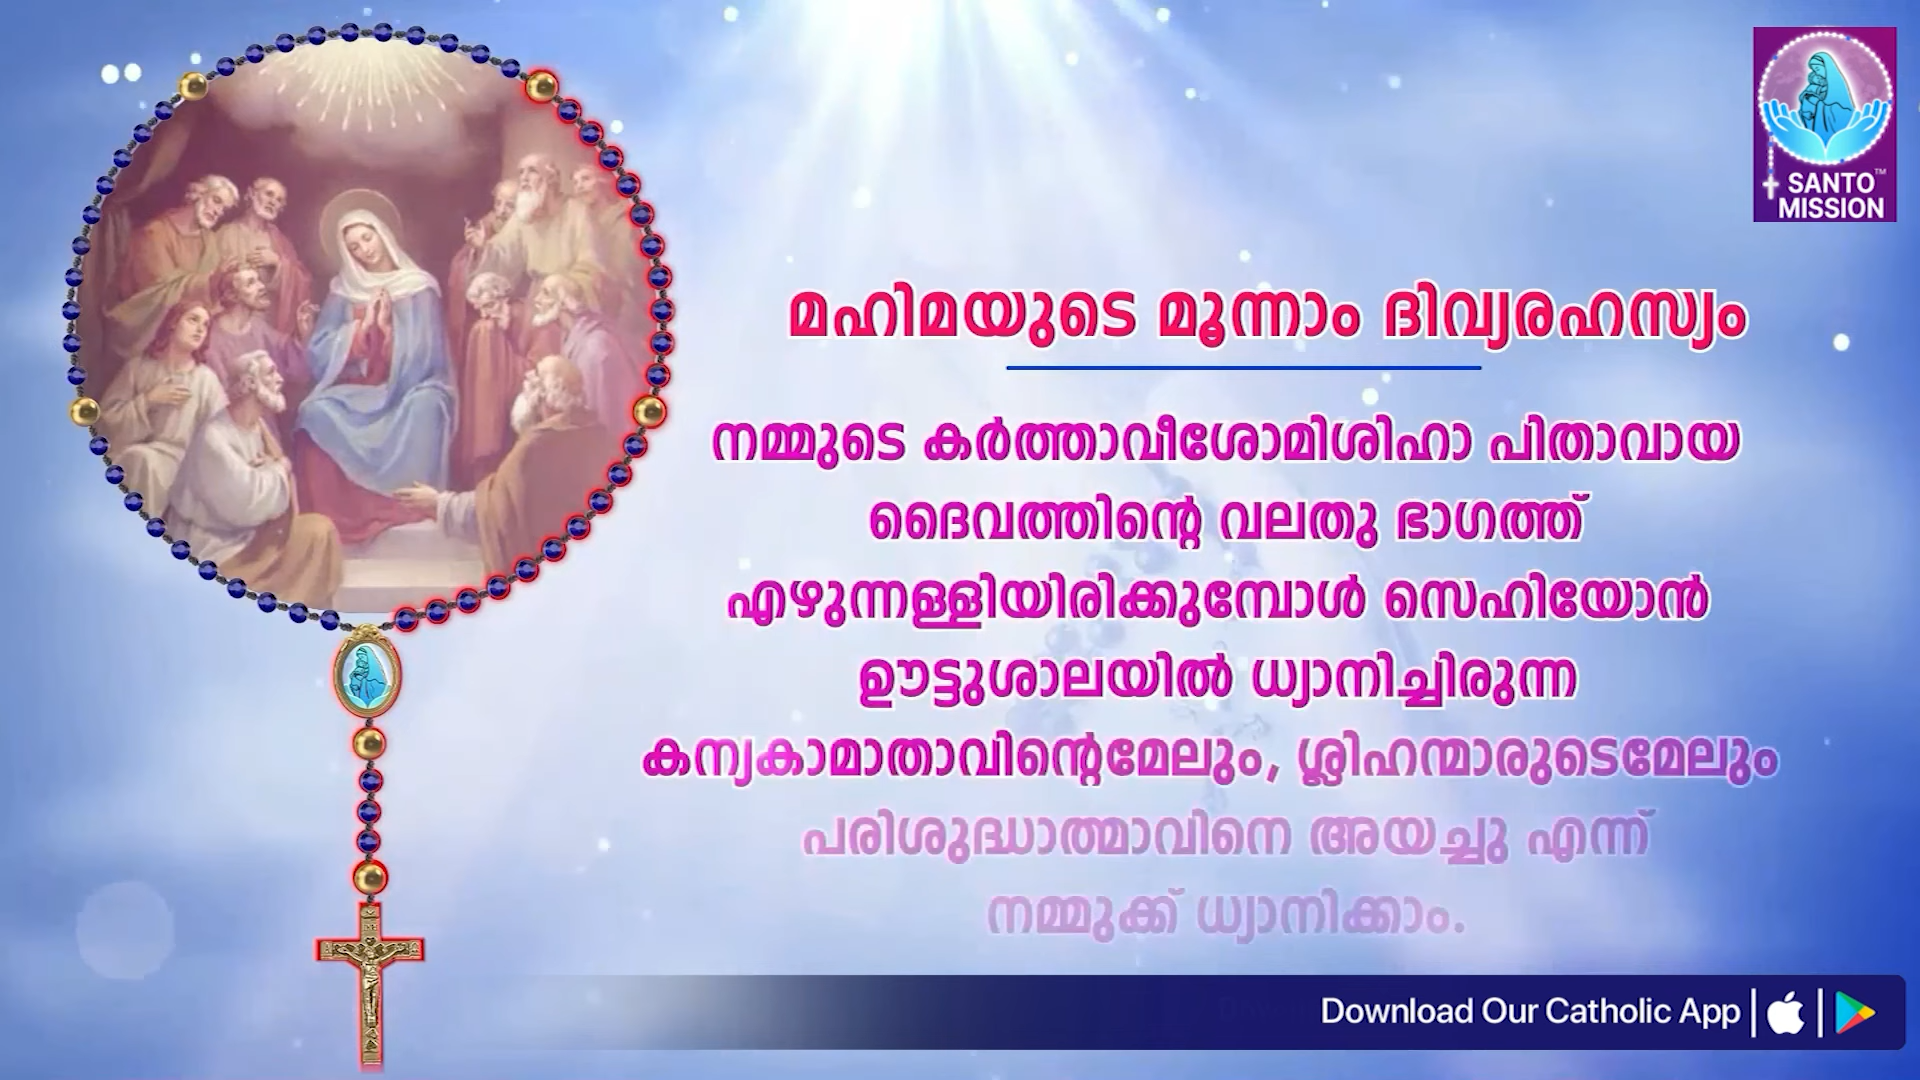 SANTO™
MISSION
മഹിമയുടെ മൂന്നാം ദിവ്യരഹസ്യം
നമ്മുടെ കർത്താവീശോമിശിഹാ പിതാവായ
ദൈവത്തിന്റെ വലതു ഭാഗത്ത്
എഴുന്നള്ളിയിരിക്കുമ്പോൾ സെഹിയോൻ
ഊട്ടുശാലയിൽ ധ്യാനിച്ചിരുന്ന
കന്യകാമാതാവിന്റെമേലും, ശ്ലിഹന്മാരുടെമേലും
പരിശുദ്ധാത്മാവിനെ അയച്ചു എന്ന്
നമ്മുക്ക് ധ്യാനിക്കാം.
Download Our Catholic App